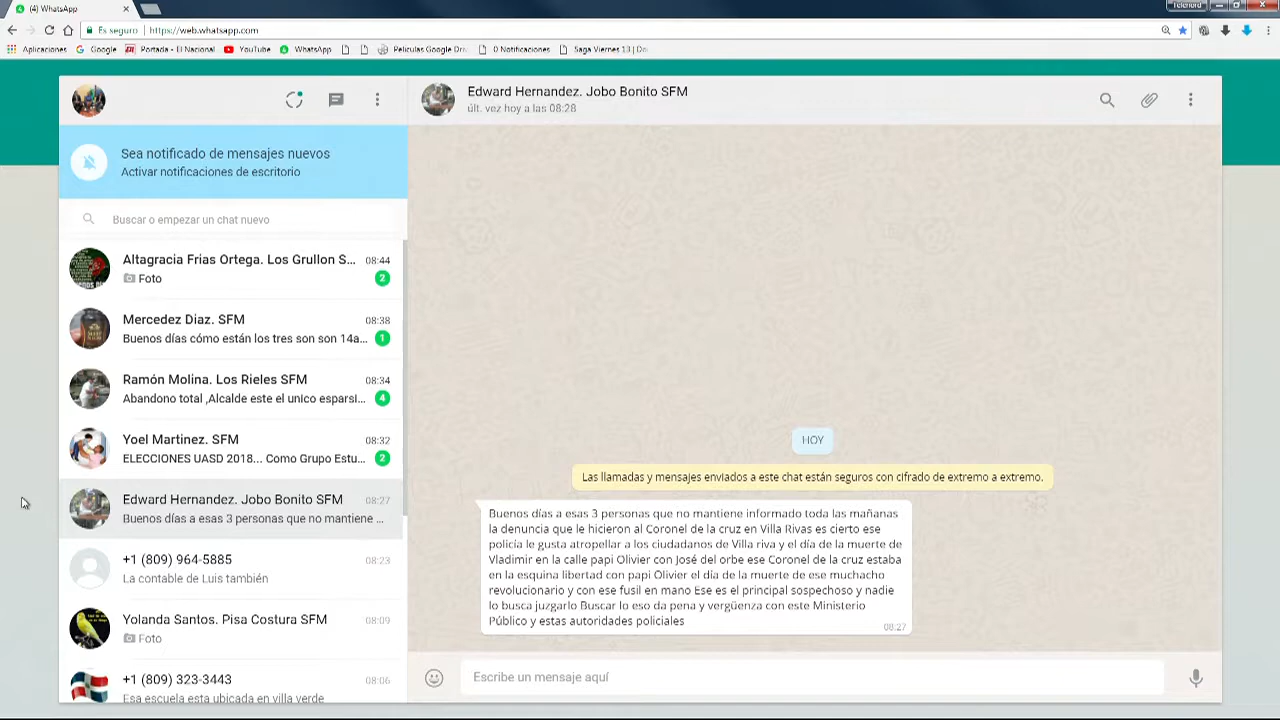 (4) WhatsApp
Telenord
Es seguro | https://web.whatsapp.com
Aplicaciones Google Portada - El Nacional YouTube WhatsApp Peliculas Google Dri 0 Notificaciones Saga Viernes 13 | Do
Edward Hernandez. Jobo Bonito SFM
últ. vez hoy a las 08:28
Sea notificado de mensajes nuevos
Activar notificaciones de escritorio
Buscar o empezar un chat nuevo
Altagracia Frias Ortega. Los Grullon S... 08:44
Foto 2
Mercedez Diaz. SFM 08:38
Buenos días cómo están los tres son son 14a... 1
Ramón Molina. Los Rieles SFM 08:34
Abandono total ,Alcalde este el unico esparsi... 4
Yoel Martinez. SFM 08:32
ELECCIONES UASD 2018... Como Grupo Estu... 2
Edward Hernandez. Jobo Bonito SFM 08:27
Buenos días a esas 3 personas que no mantiene ...
+1 (809) 964-5885 08:23
La contable de Luis también
Yolanda Santos. Pisa Costura SFM 08:09
Foto
+1 (809) 323-3443 08:06
Esa escuela esta ubicada en villa verde
HOY
Las llamadas y mensajes enviados a este chat están seguros con cifrado de extremo a extremo.
Buenos días a esas 3 personas que no mantiene informado toda las mañanas
la denuncia que le hicieron al Coronel de la cruz en Villa Rivas es cierto ese
policía le gusta atropellar a los ciudadanos de Villa riva y el día de la muerte de
Vladimir en la calle papi Olivier con José del orbe ese Coronel de la cruz estaba
en la esquina libertad con papi Olivier el día de la muerte de ese muchacho
revolucionario y con ese fusil en mano Ese es el principal sospechoso y nadie
lo busca juzgarlo Buscar lo eso da pena y vergüenza con este Ministerio
Público y estas autoridades policiales
08:27
Escribe un mensaje aquí